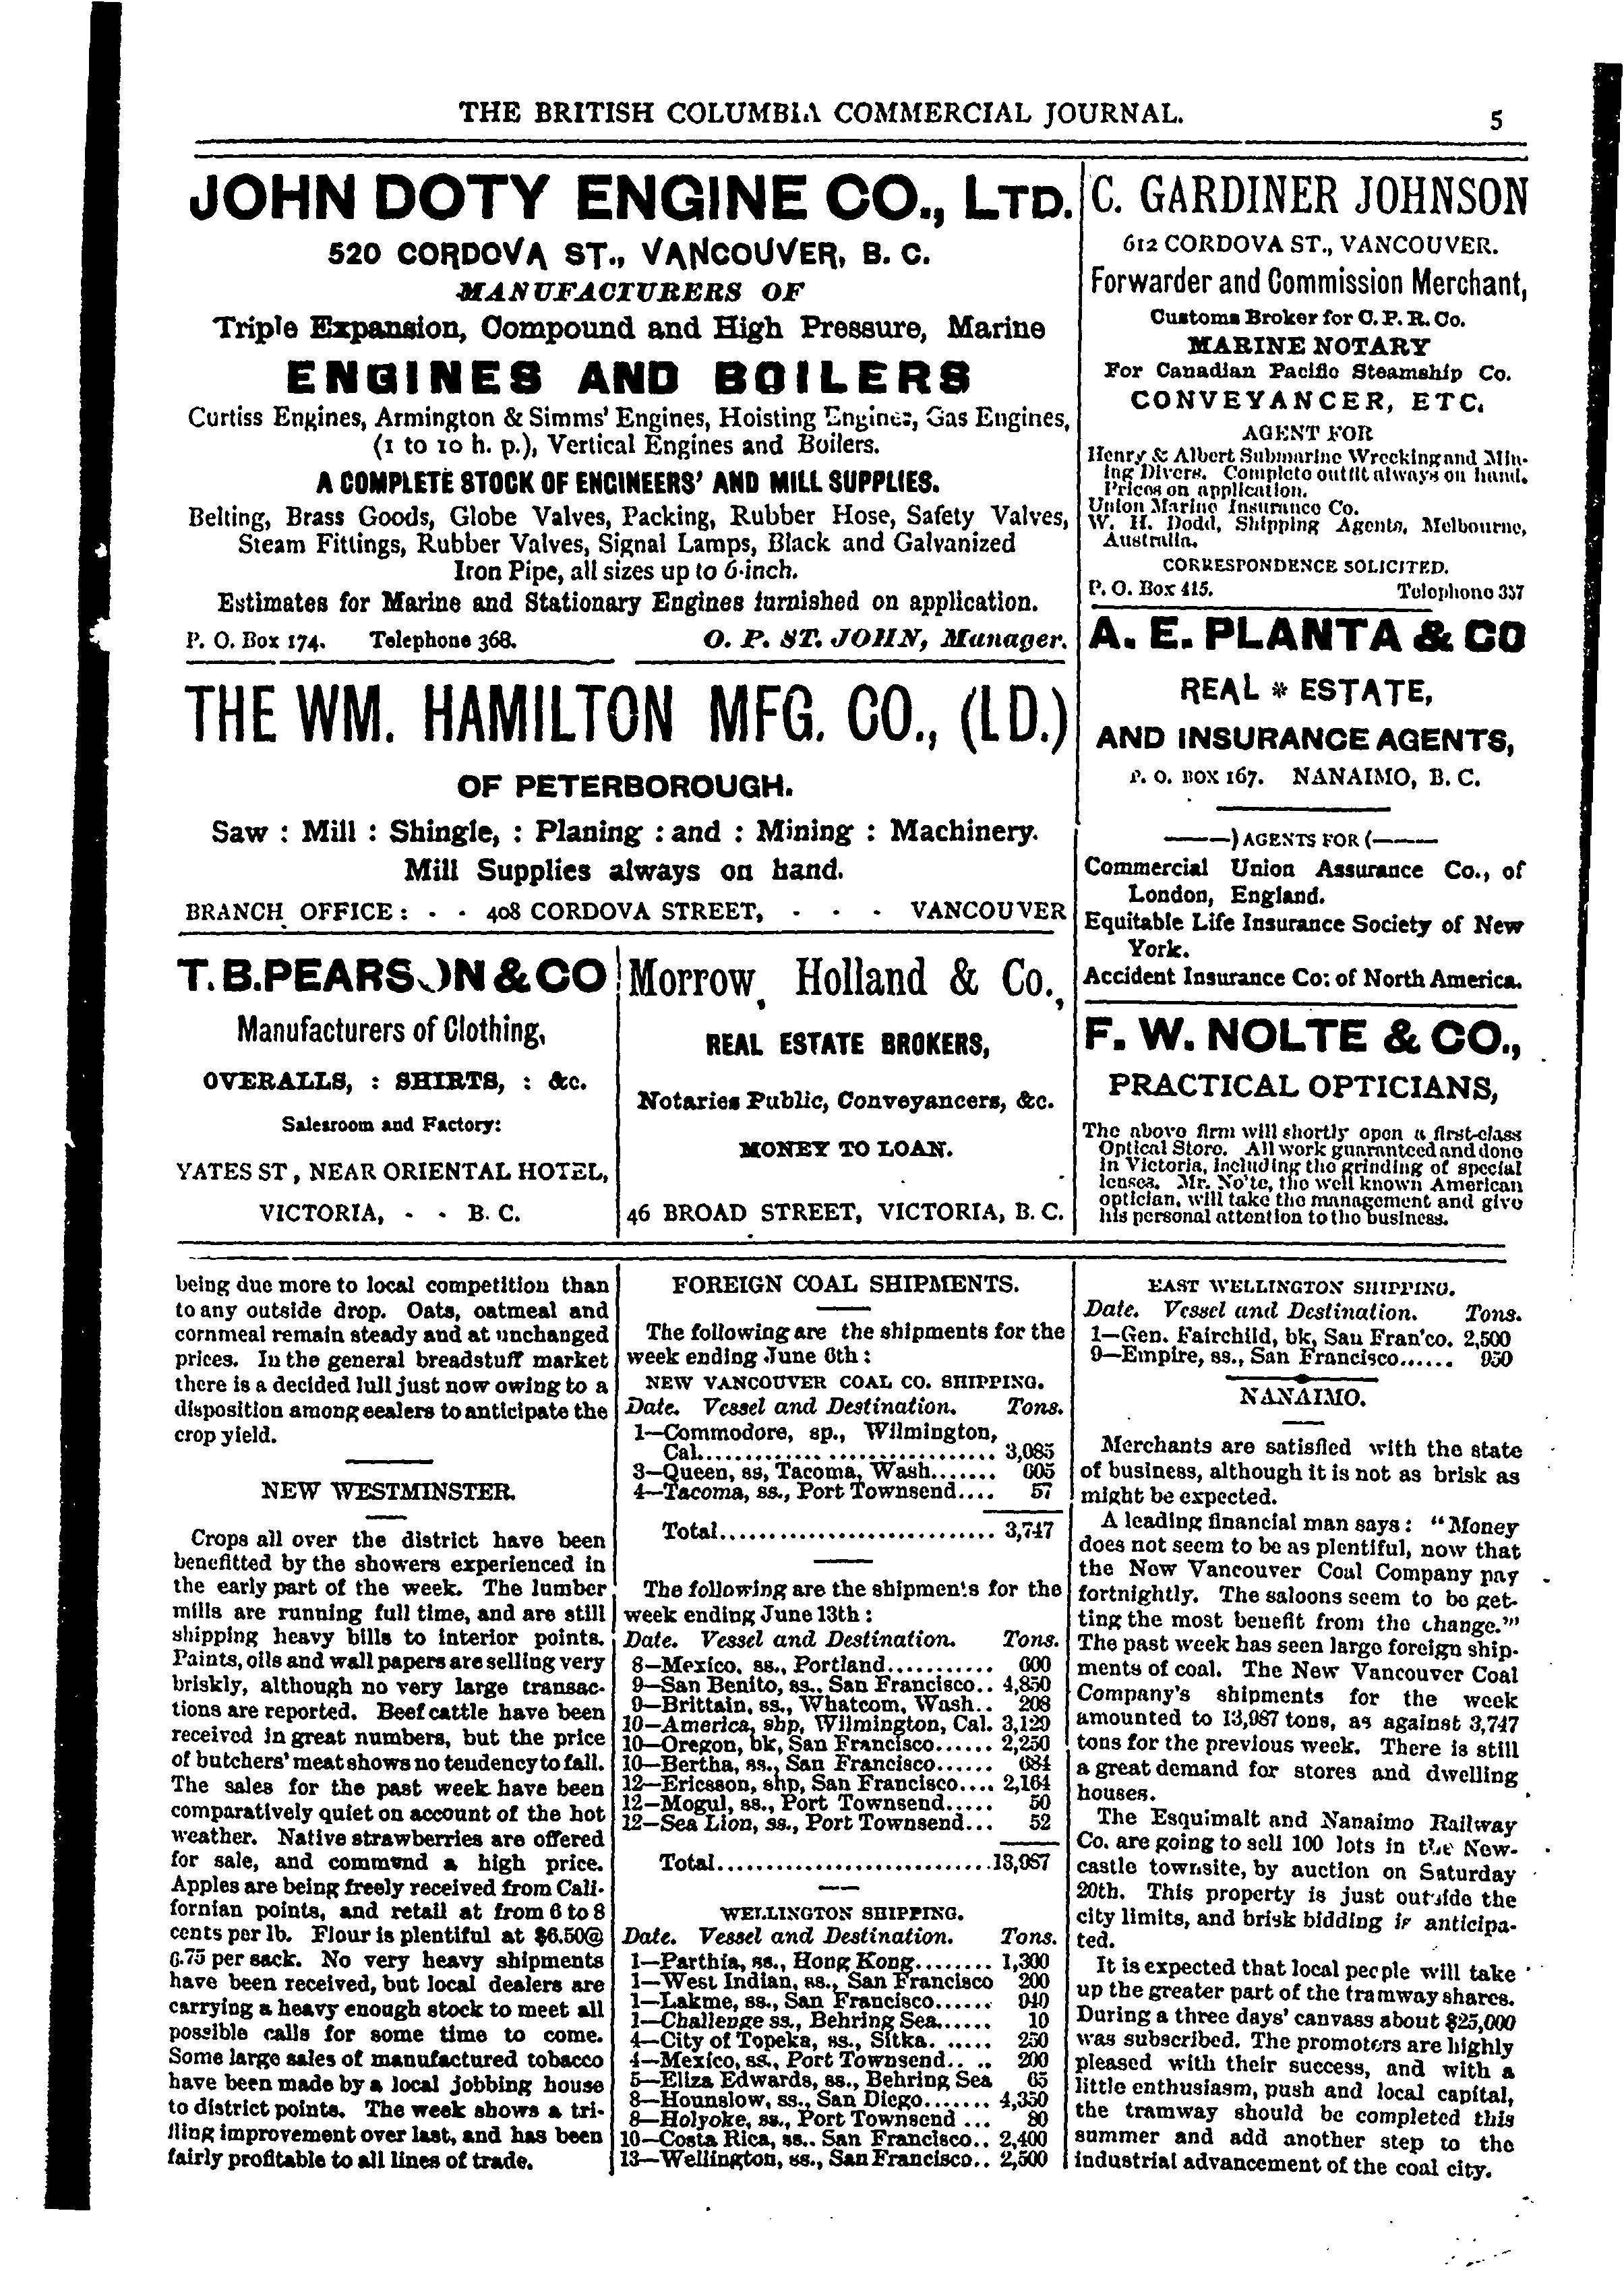 THE BRITISH COLUMBIA COMMERCIAL JOURNAL.
5
JOHN DOTY ENGINE CO., LTD.
520 CORDOVA ST., VANCOUVER, B. C.
MANUFACTURERS OF
Triple Expansion, Compound and High Pressure, Marine
ENGINES AND BOILERS
Curtiss Engines, Armington & Simms' Engines, Hoisting Engines, Gas Engines,
(1 to 10 h. p.), Vertical Engines and Boilers.
A COMPLETE STOCK OF ENGINEERS' AND MILL SUPPLIES.
Belting, Brass Goods, Globe Valves, Packing, Rubber Hose, Safety Valves,
Steam Fittings, Rubber Valves, Signal Lamps, Black and Galvanized
Iron Pipe, all sizes up to 6-inch.
Estimates for Marine and Stationary Engines furnished on application.
P. O. Box 174. Telephone 368. O. P. ST. JOHN, Manager.
THE WM. HAMILTON MFG. CO., (LD.)
OF PETERBOROUGH.
Saw : Mill : Shingle, : Planing : and : Mining : Machinery.
Mill Supplies always on hand.
BRANCH OFFICE : - - 408 CORDOVA STREET, - - - VANCOUVER
T. B. PEARSON & CO
Manufacturers of Clothing,
OVERALLS, : SHIRTS, : &c.
Salesroom and Factory:
YATES ST, NEAR ORIENTAL HOTEL,
VICTORIA, - - B. C.
Morrow, Holland & Co.,
REAL ESTATE BROKERS,
Notaries Public, Conveyancers, &c.
MONEY TO LOAN.
46 BROAD STREET, VICTORIA, B. C.
C. GARDINER JOHNSON
612 CORDOVA ST., VANCOUVER.
Forwarder and Commission Merchant,
Customs Broker for C. P. R. Co.
MARINE NOTARY
For Canadian Pacific Steamship Co.
CONVEYANCER, ETC.
AGENT FOR
Henry & Albert Submarine Wrecking and Min-
ing Divers. Complete outfit always on hand.
Prices on application.
Union Marine Insurance Co.
W. H. Dodd, Shipping Agents, Melbourne,
Australia.
CORRESPONDENCE SOLICITED.
P. O. Box 415. Telephone 357
A. E. PLANTA & CO
REAL * ESTATE,
AND INSURANCE AGENTS,
P. O. BOX 167. NANAIMO, B. C.
——) AGENTS FOR (——
Commercial Union Assurance Co., of
London, England.
Equitable Life Insurance Society of New
York.
Accident Insurance Co: of North America.
F. W. NOLTE & CO.,
PRACTICAL OPTICIANS,
The above firm will shortly open a first-class
Optical Store. All work guaranteed and done
in Victoria, including the grinding of special
lenses. Mr. No'te, the well known American
optician, will take the management and give
his personal attention to the business.
being due more to local competition than
to any outside drop. Oats, oatmeal and
cornmeal remain steady and at unchanged
prices. In the general breadstuff market
there is a decided lull just now owing to a
disposition among eealers to anticipate the
crop yield.
NEW WESTMINSTER.
Crops all over the district have been
benefitted by the showers experienced in
the early part of the week. The lumber
mills are running full time, and are still
shipping heavy bills to interior points.
Paints, oils and wall papers are selling very
briskly, although no very large transac-
tions are reported. Beef cattle have been
received in great numbers, but the price
of butchers' meat shows no tendency to fall.
The sales for the past week have been
comparatively quiet on account of the hot
weather. Native strawberries are offered
for sale, and commend a high price.
Apples are being freely received from Cali-
fornian points, and retail at from 6 to 8
cents per lb. Flour is plentiful at $6.50@
6.75 per sack. No very heavy shipments
have been received, but local dealers are
carrying a heavy enough stock to meet all
possible calls for some time to come.
Some large sales of manufactured tobacco
have been made by a local jobbing house
to district points. The week shows a tri-
fling improvement over last, and has been
fairly profitable to all lines of trade.
FOREIGN COAL SHIPMENTS.
The following are the shipments for the
week ending June 6th :
NEW VANCOUVER COAL CO. SHIPPING.
Date. Vessel and Destination. Tons.
1—Commodore, sp., Wilmington,
Cal.............................. 3,085
3—Queen, ss, Tacoma, Wash....... 605
4—Tacoma, ss., Port Townsend.... 57
Total............................ 3,747
The following are the shipments for the
week ending June 13th :
Date. Vessel and Destination. Tons.
8—Mexico. ss., Portland........... 600
9—San Benito, ss.. San Francisco.. 4,850
9—Brittain, ss., Whatcom, Wash.. 208
10—America, shp, Wilmington, Cal. 3,129
10—Oregon, bk, San Francisco...... 2,250
10—Bertha, ss., San Francisco...... 684
12—Ericsson, shp, San Francisco.... 2,164
12—Mogul, ss., Port Townsend..... 50
12—Sea Lion, ss., Port Townsend... 52
Total............................13,987
WELLINGTON SHIPPING.
Date. Vessel and Destination. Tons.
1—Parthia, ss., Hong Kong........ 1,300
1—West Indian, ss., San Francisco 200
1—Lakme, ss., San Francisco...... 940
1—Challenge ss., Behring Sea...... 10
4—City of Topeka, ss., Sitka. ..... 250
4—Mexico, ss., Port Townsend.. .. 200
5—Eliza Edwards, ss., Behring Sea 65
8—Hounslow, ss., San Diego....... 4,350
8—Holyoke, ss., Port Townsend ... 80
10—Costa Rica, ss.. San Francisco.. 2,400
13—Wellington, ss., San Francisco.. 2,500
EAST WELLINGTON SHIPPING.
Date. Vessel and Destination. Tons.
1—Gen. Fairchild, bk, San Fran'co. 2,500
9—Empire, ss., San Francisco...... 950
NANAIMO.
Merchants are satisfied with the state
of business, although it is not as brisk as
might be expected.
A leading financial man says : "Money
does not seem to be as plentiful, now that
the New Vancouver Coal Company pay
fortnightly. The saloons seem to be get-
ting the most benefit from the change."'
The past week has seen large foreign ship-
ments of coal. The New Vancouver Coal
Company's shipments for the week
amounted to 13,987 tons, as against 3,747
tons for the previous week. There is still
a great demand for stores and dwelling
houses.
The Esquimalt and Nanaimo Railway
Co. are going to sell 100 lots in the New-
castle townsite, by auction on Saturday
20th. This property is just outside the
city limits, and brisk bidding is anticipa-
ted.
It is expected that local people will take
up the greater part of the tramway shares.
During a three days' canvass about $25,000
was subscribed. The promoters are highly
pleased with their success, and with a
little enthusiasm, push and local capital,
the tramway should be completed this
summer and add another step to the
industrial advancement of the coal city.